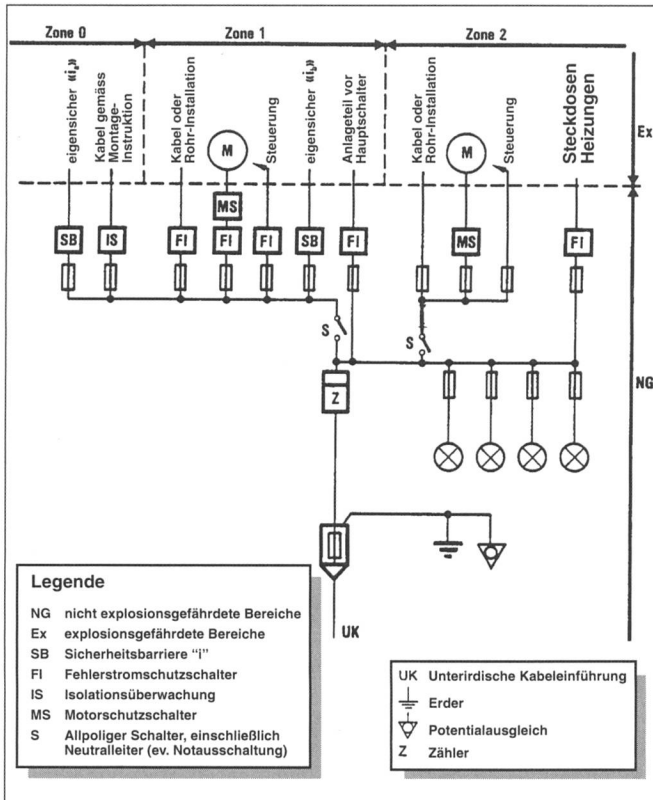 Zone 0
Zone 1
Zone 2
eigensicher «ia»
Kabel gemäss
Montage-
Instruktion
Kabel oder
Rohr-Installation
M
Steuerung
eigensicher «ib»
Anlageteil vor
Hauptschalter
Kabel oder
Rohr-Installation
M
Steuerung
Steckdosen
Heizungen
Ex
MS
SB
IS
FI
FI
FI
SB
FI
MS
FI
S
S
Z
NG
UK
Legende
NG nicht explosionsgefährdete Bereiche
Ex explosionsgefährdete Bereiche
SB Sicherheitsbarriere "i"
FI Fehlerstromschutzschalter
IS Isolationsüberwachung
MS Motorschutzschalter
S Allpoliger Schalter, einschließlich
Neutralleiter (ev. Notausschaltung)
UK Unterirdische Kabeleinführung
Erder
Potentialausgleich
Z Zähler